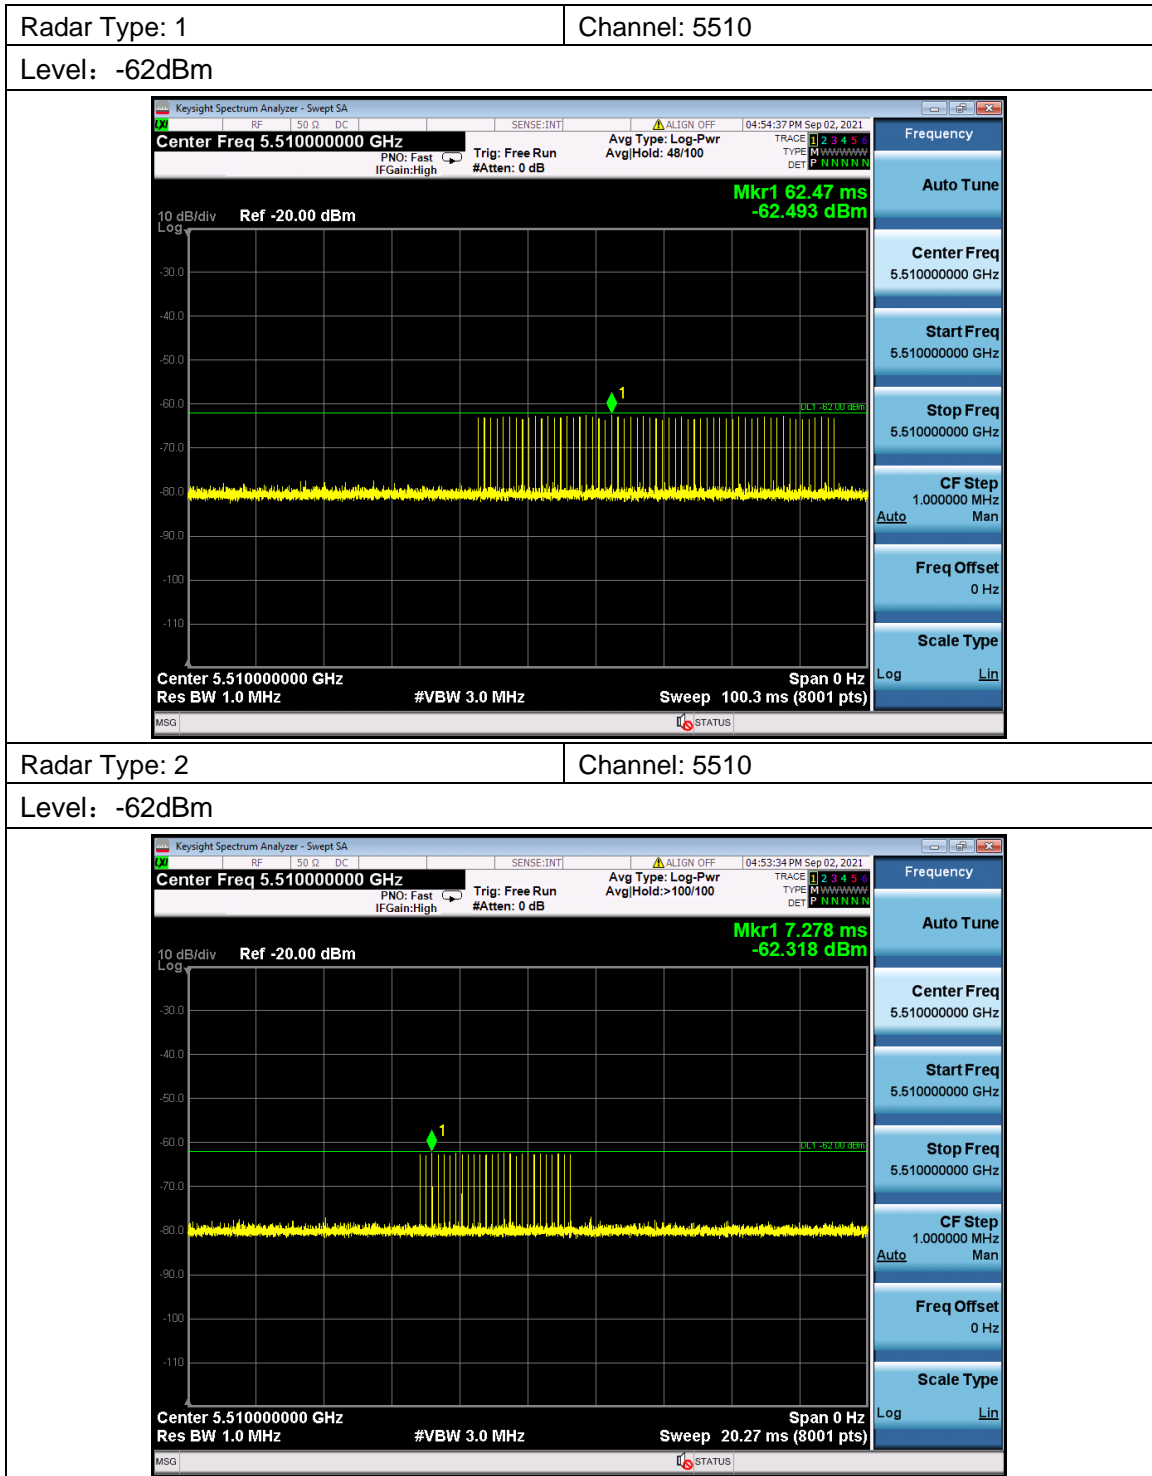 Radar Type: 1 Channel: 5510
Level：-62dBm
Keysight Spectrum Analyzer - Swept SA
LXI RF 50 Ω DC SENSE:INT ALIGN OFF 04:54:37 PM Sep 02, 2021
Center Freq 5.510000000 GHz Avg Type: Log-Pwr TRACE 1 2 3 4 5 6
PNO: Fast Trig: Free Run Avg|Hold: 48/100 TYPE M WWWWW
IFGain:High #Atten: 0 dB DET P N N N N N
Frequency
Mkr1 62.47 ms
-62.493 dBm
10 dB/div Ref -20.00 dBm
Log
-30.0
-40.0
-50.0
-60.0
-70.0
-80.0
-90.0
-100
-110
1
DL1 -62.00 dBm
Center 5.510000000 GHz Span 0 Hz
Res BW 1.0 MHz #VBW 3.0 MHz Sweep 100.3 ms (8001 pts)
MSG STATUS
Auto Tune
Center Freq
5.510000000 GHz
Start Freq
5.510000000 GHz
Stop Freq
5.510000000 GHz
CF Step
1.000000 MHz
Auto Man
Freq Offset
0 Hz
Scale Type
Log Lin
Radar Type: 2 Channel: 5510
Level：-62dBm
Keysight Spectrum Analyzer - Swept SA
LXI RF 50 Ω DC SENSE:INT ALIGN OFF 04:53:34 PM Sep 02, 2021
Center Freq 5.510000000 GHz Avg Type: Log-Pwr TRACE 1 2 3 4 5 6
PNO: Fast Trig: Free Run Avg|Hold:>100/100 TYPE M WWWWW
IFGain:High #Atten: 0 dB DET P N N N N N
Frequency
Mkr1 7.278 ms
-62.318 dBm
10 dB/div Ref -20.00 dBm
Log
-30.0
-40.0
-50.0
-60.0
-70.0
-80.0
-90.0
-100
-110
1
DL1 -62.00 dBm
Center 5.510000000 GHz Span 0 Hz
Res BW 1.0 MHz #VBW 3.0 MHz Sweep 20.27 ms (8001 pts)
MSG STATUS
Auto Tune
Center Freq
5.510000000 GHz
Start Freq
5.510000000 GHz
Stop Freq
5.510000000 GHz
CF Step
1.000000 MHz
Auto Man
Freq Offset
0 Hz
Scale Type
Log Lin